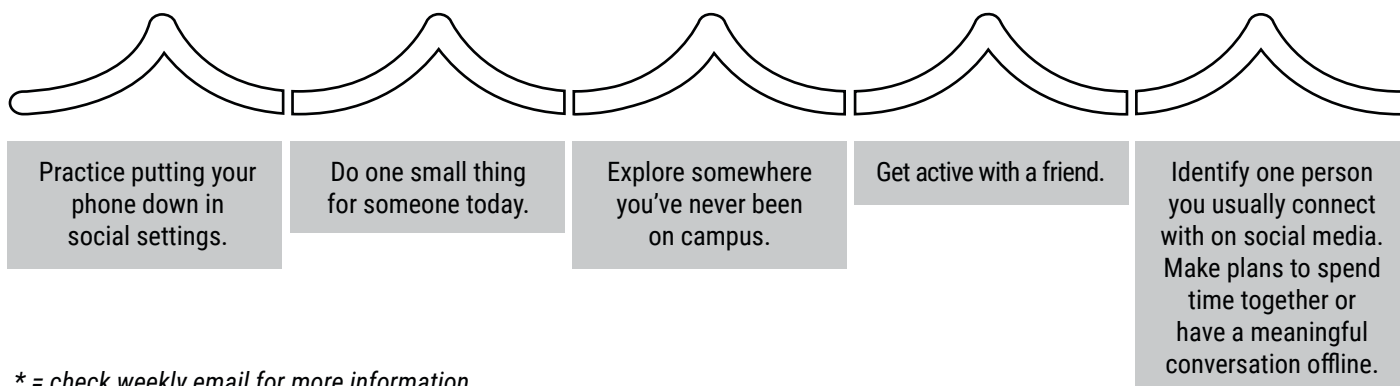 Practice putting your
phone down in
social settings.
Do one small thing
for someone today.
Explore somewhere
you’ve never been
on campus.
Get active with a friend.
Identify one person
you usually connect
with on social media.
Make plans to spend
time together or
have a meaningful
conversation offline.
* = check weekly email for more information